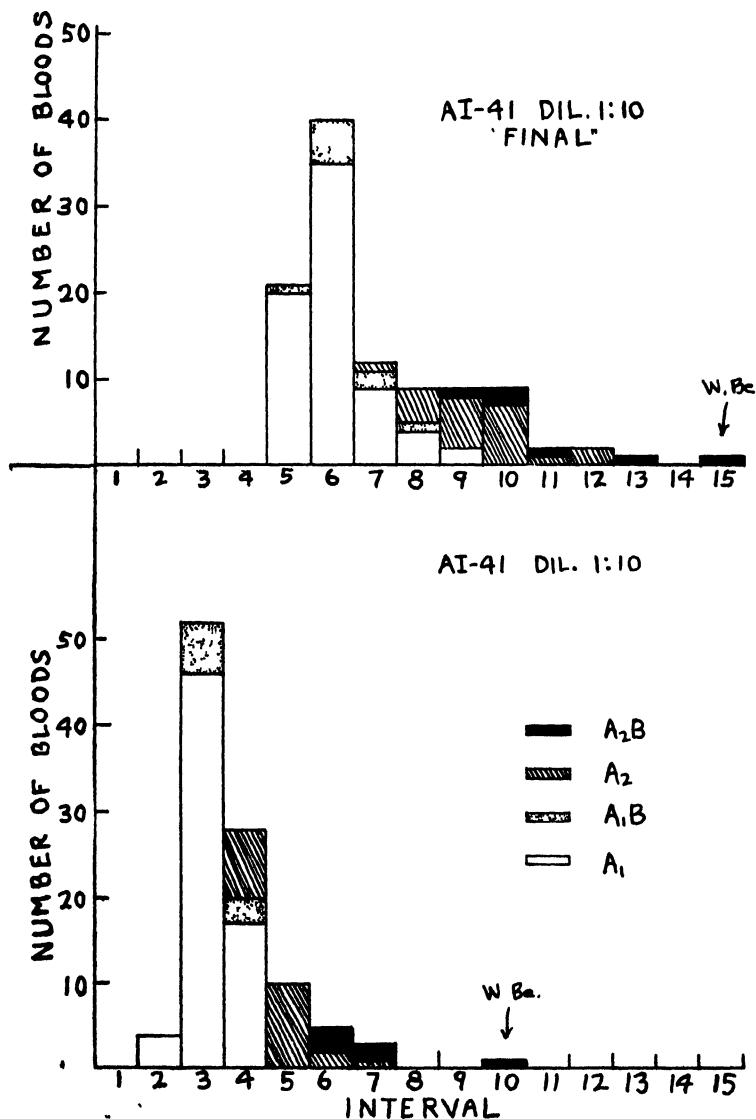 NUMBER OF BLOODS
50
40
30
20
10
AI-41 DIL. 1:10
'FINAL"
W. Be
1 2 3 4 5 6 7 8 9 10 11 12 13 14 15
NUMBER OF BLOODS
50
40
30
20
10
AI-41 DIL. 1:10
A₂B
A₂
A₁B
A₁
W Be.
1 2 3 4 5 6 7 8 9 10 11 12 13 14 15
INTERVAL